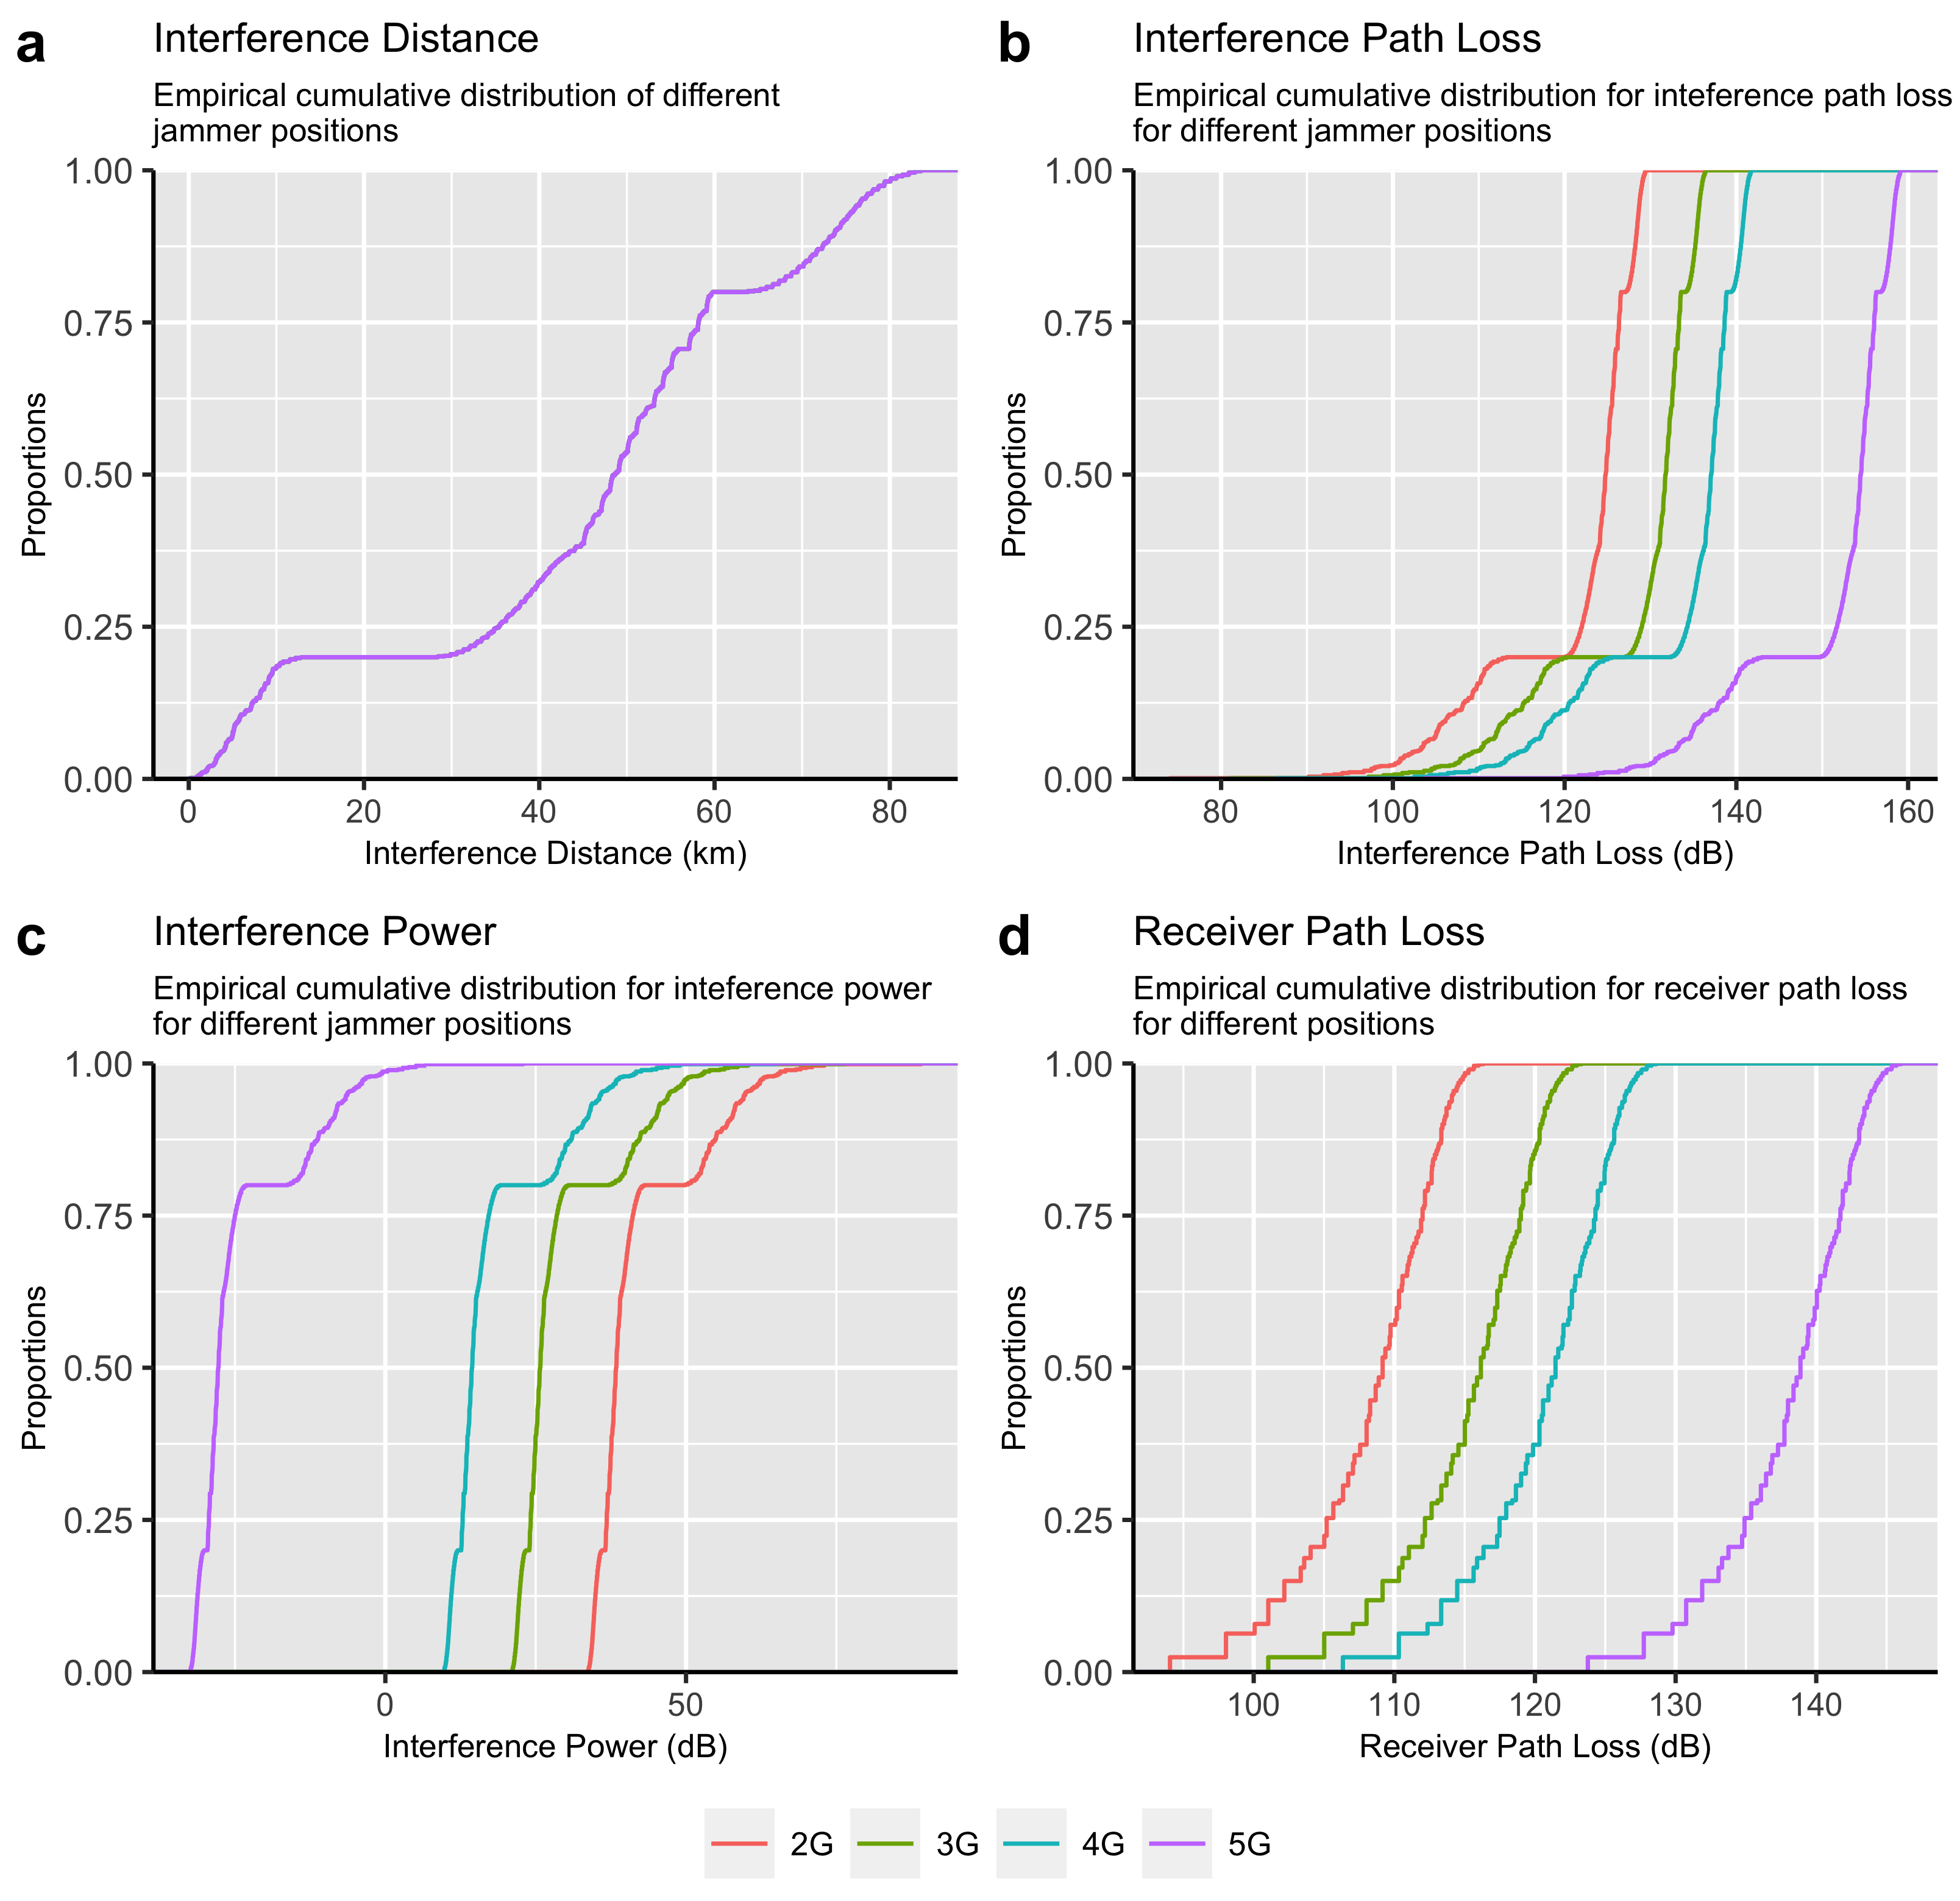 a
Interference Distance
Empirical cumulative distribution of different
jammer positions
1.00
0.75
0.50
0.25
0.00
Proportions
0 20 40 60 80
Interference Distance (km)
b
Interference Path Loss
Empirical cumulative distribution for inteference path loss
for different jammer positions
1.00
0.75
0.50
0.25
0.00
Proportions
80 100 120 140 160
Interference Path Loss (dB)
c
Interference Power
Empirical cumulative distribution for inteference power
for different jammer positions
1.00
0.75
0.50
0.25
0.00
Proportions
0 50
Interference Power (dB)
d
Receiver Path Loss
Empirical cumulative distribution for receiver path loss
for different positions
1.00
0.75
0.50
0.25
0.00
Proportions
100 110 120 130 140
Receiver Path Loss (dB)
2G 3G 4G 5G